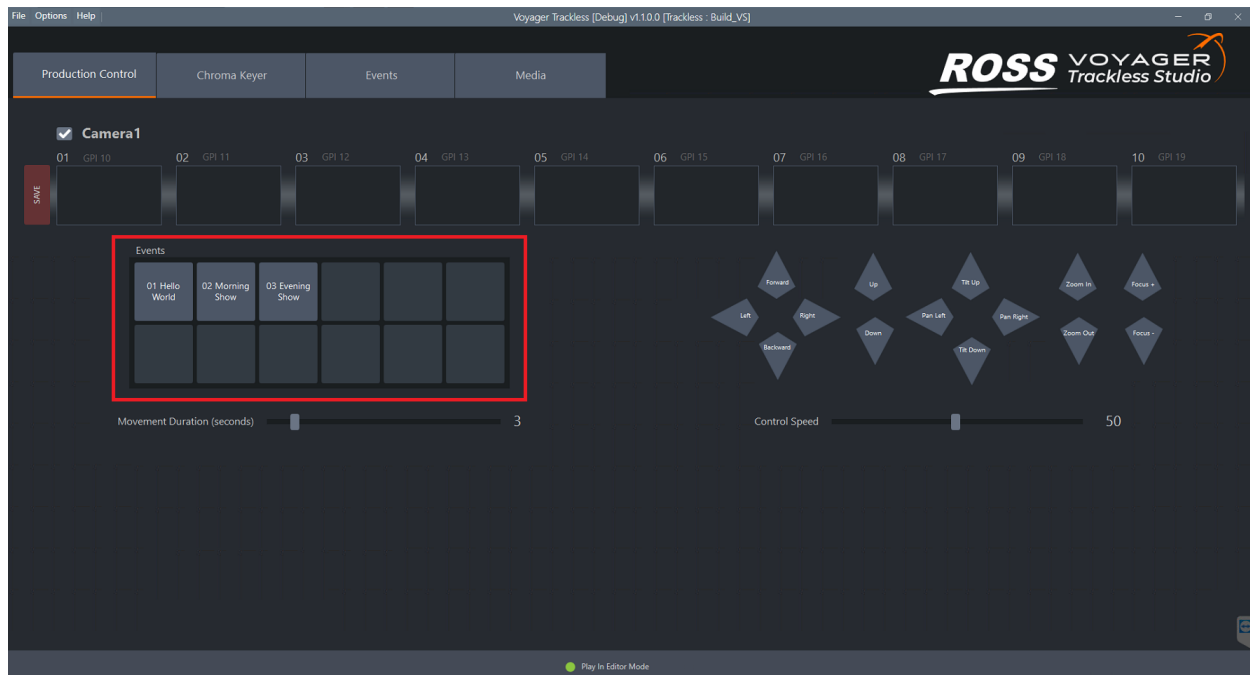 File Options Help
Voyager Trackless [Debug] v1.1.0.0 [Trackless : Build_VS]
Production Control Chroma Keyer Events Media
ROSS VOYAGER
Trackless Studio
Camera1
01 GPI 10 02 GPI 11 03 GPI 12 04 GPI 13 05 GPI 14 06 GPI 15 07 GPI 16 08 GPI 17 09 GPI 18 10 GPI 19
SAVE
Events
01 Hello World
02 Morning Show
03 Evening Show
Forward
Left
Right
Backward
Up
Down
Tilt Up
Pan Left
Pan Right
Tilt Down
Zoom In
Zoom Out
Focus +
Focus -
Movement Duration (seconds) 3
Control Speed 50
Play In Editor Mode